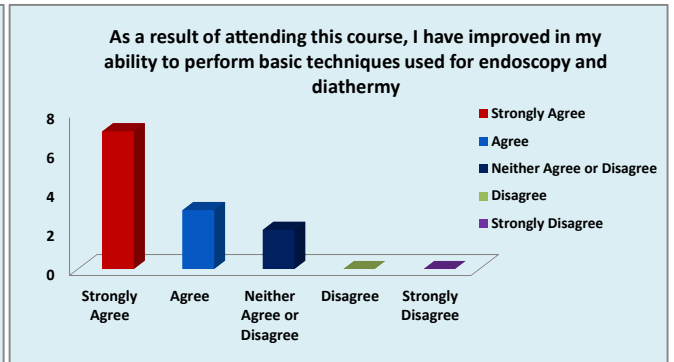 As a result of attending this course, I have improved in my
ability to perform basic techniques used for endoscopy and
diathermy
8
6
4
2
0
Strongly
Agree
Agree
Neither
Agree or
Disagree
Disagree
Strongly
Disagree
Strongly Agree
Agree
Neither Agree or Disagree
Disagree
Strongly Disagree